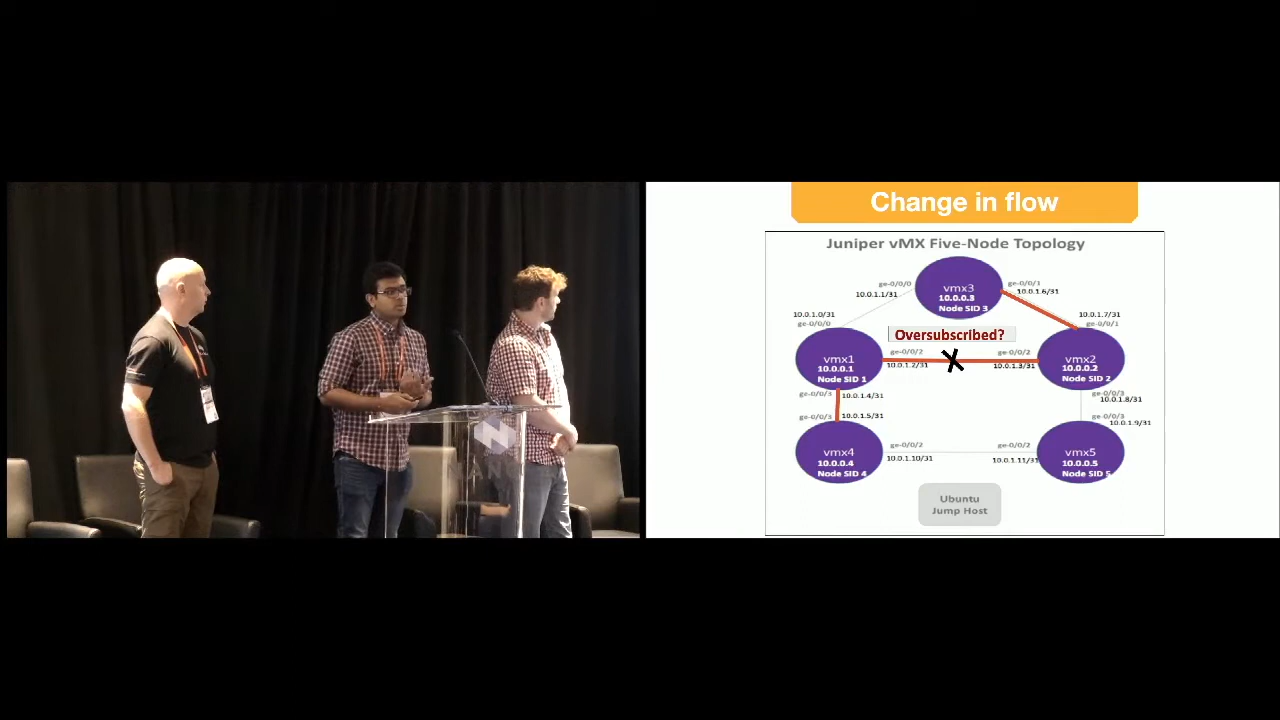 Change in flow
Juniper vMX Five-Node Topology
ge-0/0/0
10.0.1.1/31
vmx3
10.0.0.3
Node SID 3
ge-0/0/1
10.0.1.6/31
10.0.1.0/31
ge-0/0/0
10.0.1.7/31
ge-0/0/1
Oversubscribed?
vmx1
10.0.0.1
Node SID 1
ge-0/0/2
10.0.1.2/31
X
ge-0/0/2
10.0.1.3/31
vmx2
10.0.0.2
Node SID 2
ge-0/0/3
10.0.1.4/31
ge-0/0/3
10.0.1.8/31
ge-0/0/3
10.0.1.5/31
ge-0/0/3
10.0.1.9/31
vmx4
10.0.0.4
Node SID 4
ge-0/0/2
10.0.1.10/31
ge-0/0/2
10.0.1.11/31
vmx5
10.0.0.5
Node SID 5
Ubuntu
Jump Host